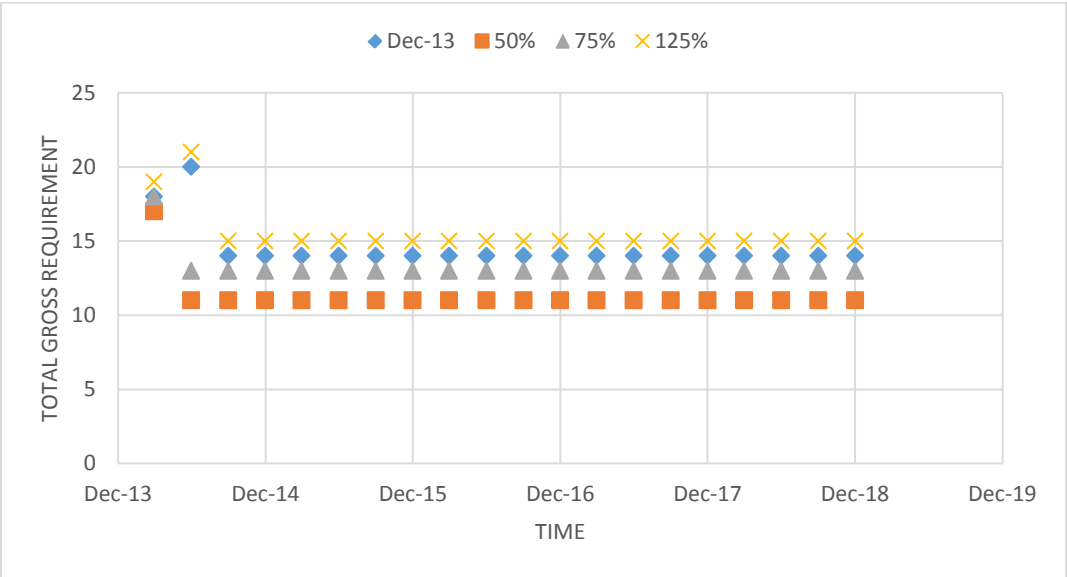 Dec-13 50% 75% 125%
25
20
15
10
5
0
TOTAL GROSS REQUIREMENT
Dec-13 Dec-14 Dec-15 Dec-16 Dec-17 Dec-18 Dec-19
TIME